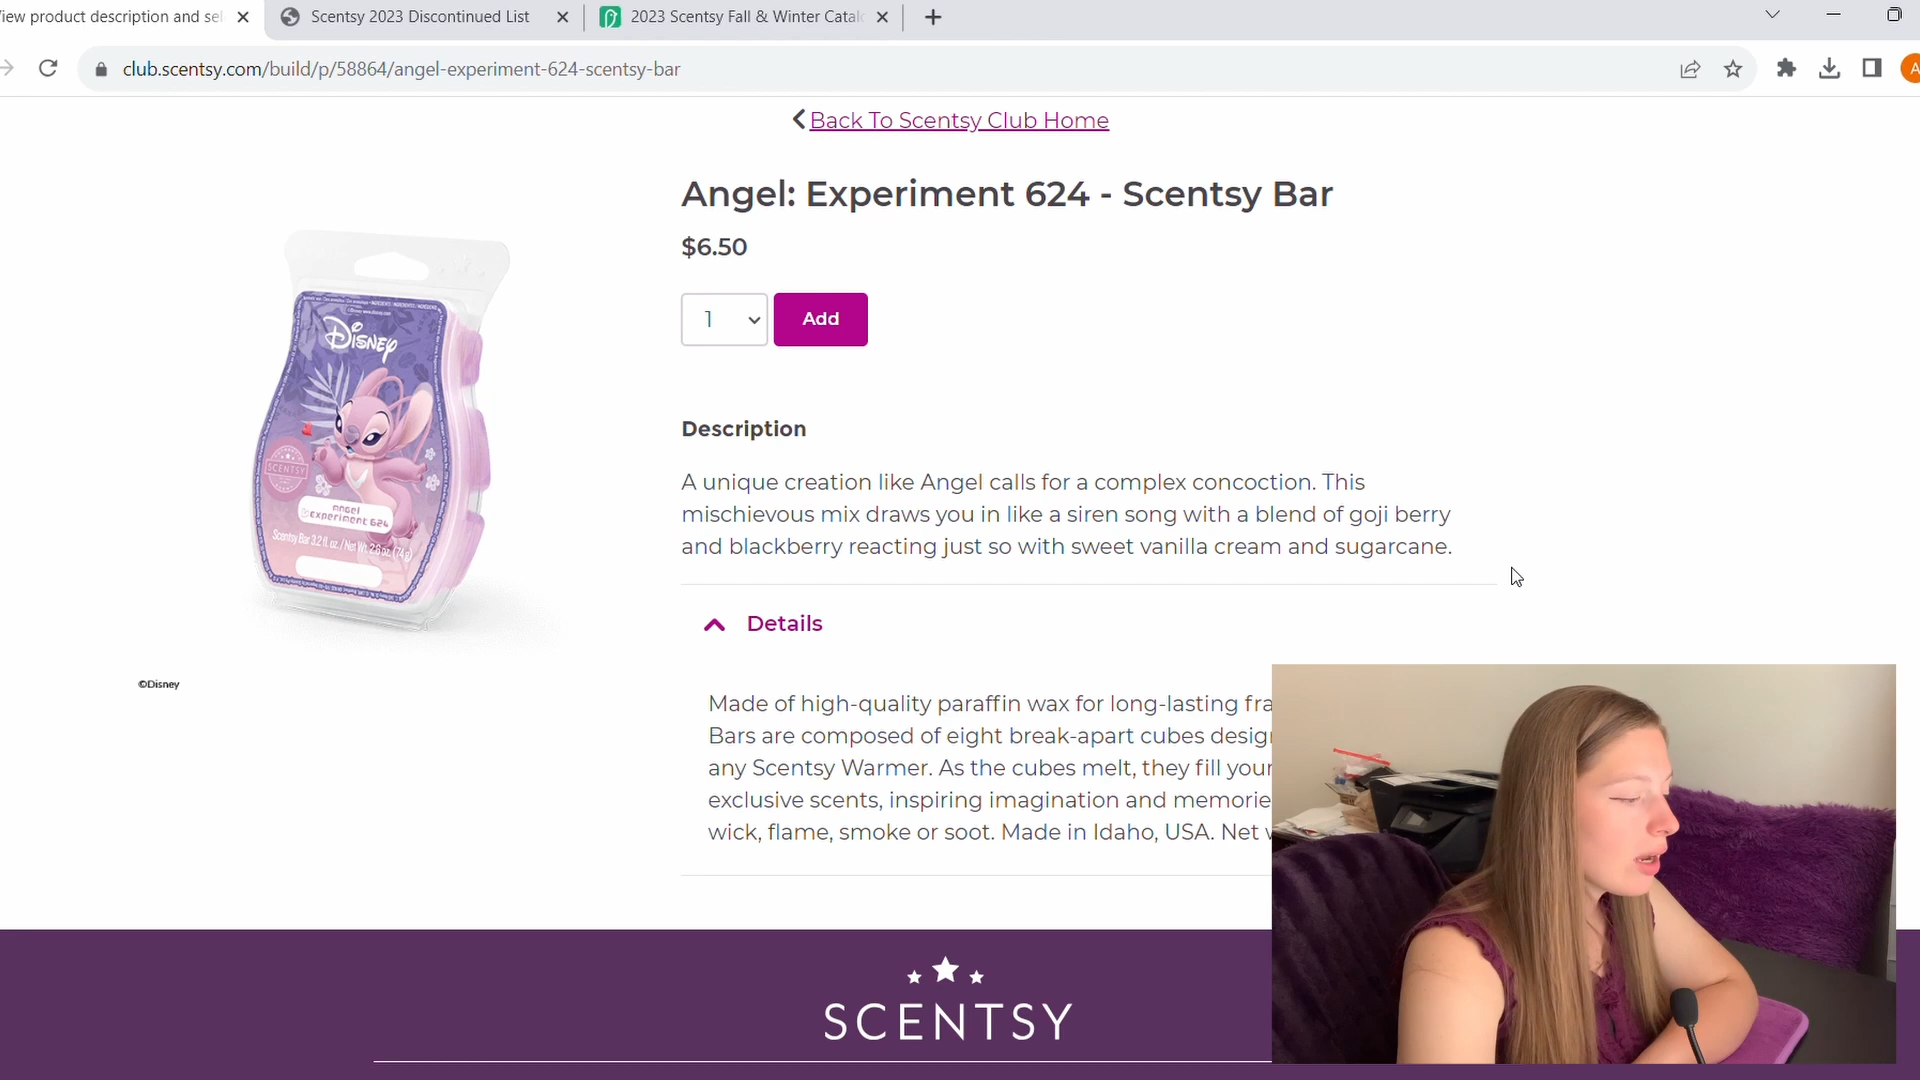 iew product description and se
Scentsy 2023 Discontinued List
2023 Scentsy Fall & Winter Catal
club.scentsy.com/build/p/58864/angel-experiment-624-scentsy-bar
A
Back To Scentsy Club Home
Angel: Experiment 624 - Scentsy Bar
$6.50
1
Add
Disney
SCENTSY
angel
experiment 624
Scentsy Bar 3.2 fl. oz. / Net Wt. 2.6 oz. (74 g)
©Disney
Description
A unique creation like Angel calls for a complex concoction. This
mischievous mix draws you in like a siren song with a blend of goji berry
and blackberry reacting just so with sweet vanilla cream and sugarcane.
Details
Made of high-quality paraffin wax for long-lasting fra
Bars are composed of eight break-apart cubes desig
any Scentsy Warmer. As the cubes melt, they fill your
exclusive scents, inspiring imagination and memorie
wick, flame, smoke or soot. Made in Idaho, USA. Net w
SCENTSY